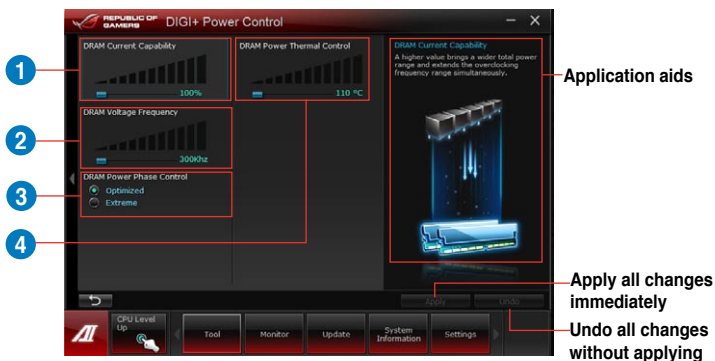 REPUBLIC OF
GAMERS
DIGI+ Power Control
DRAM Current Capability
100%
DRAM Power Thermal Control
110 ºC
DRAM Current Capability
A higher value brings a wider total power
range and extends the overclocking
frequency range simultaneously.
Application aids
1
DRAM Voltage Frequency
300Khz
2
DRAM Power Phase Control
Optimized
Extreme
3
4
Apply
Undo
Apply all changes
immediately
Undo all changes
without applying
CPU Level
Up
Tool
Monitor
Update
System
Information
Settings